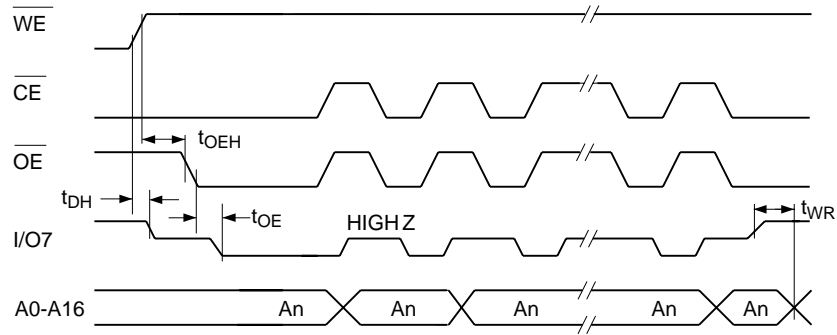 WE
CE
tOEH
OE
tDH
tOE
HIGH Z
tWR
I/O7
A0-A16 An An An An An